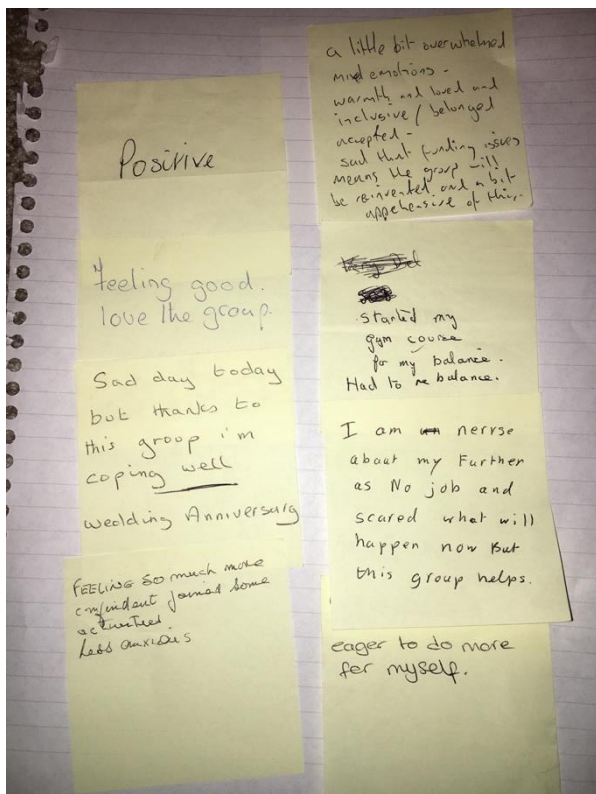 Positive
Feeling good.
love the group.
Sad day today
but thanks to
this group i'm
coping well
wedding Anniversary
FEELING SO much more
confident joined some
activities.
Less anxious
a little bit overwhelmed
mixed emotions -
warmth and loved and
inclusive / belonged
accepted -
sad that funding issues
means the group will
be reinvented and a bit
appehensive of this.
started my
gym course
for my balance.
Had to re balance.
I am nervse
about my Further
as No job and
scared what will
happen now But
this group helps.
eager to do more
for myself.